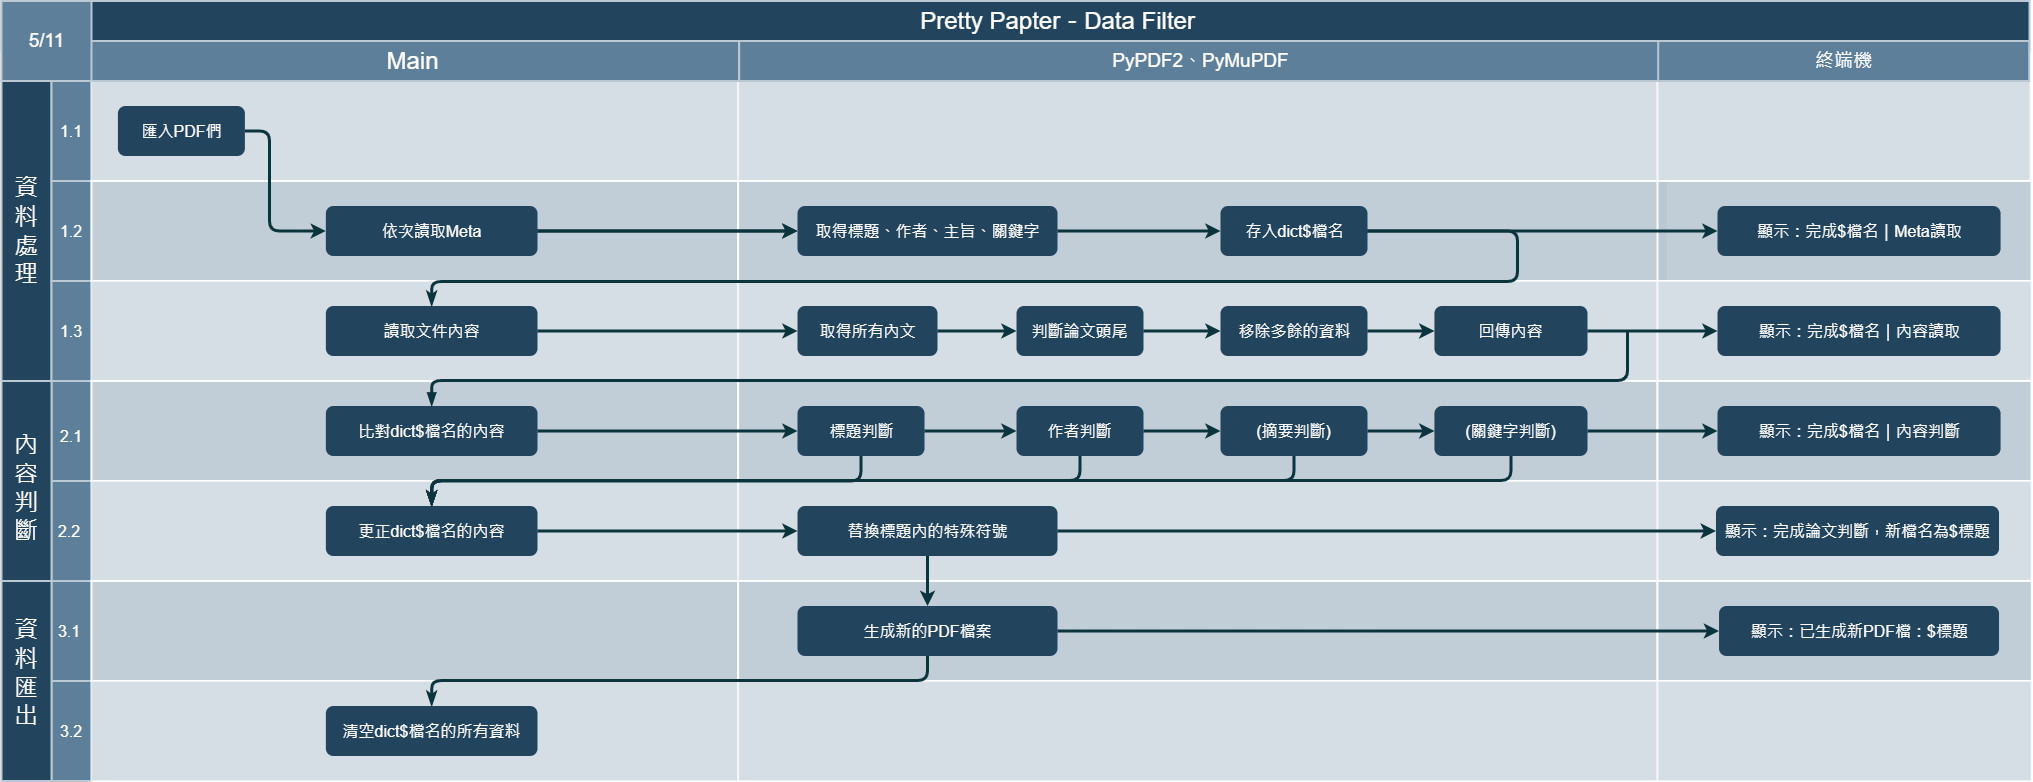 5/11
Pretty Papter - Data Filter
Main
PyPDF2、PyMuPDF
終端機
資料處理
1.1
匯入PDF們
1.2
依次讀取Meta
取得標題、作者、主旨、關鍵字
存入dict$檔名
顯示：完成$檔名 | Meta讀取
1.3
讀取文件內容
取得所有內文
判斷論文頭尾
移除多餘的資料
回傳內容
顯示：完成$檔名 | 內容讀取
內容判斷
2.1
比對dict$檔名的內容
標題判斷
作者判斷
(摘要判斷)
(關鍵字判斷)
顯示：完成$檔名 | 內容判斷
2.2
更正dict$檔名的內容
替換標題內的特殊符號
顯示：完成論文判斷，新檔名為$標題
資料匯出
3.1
生成新的PDF檔案
顯示：已生成新PDF檔：$標題
3.2
清空dict$檔名的所有資料